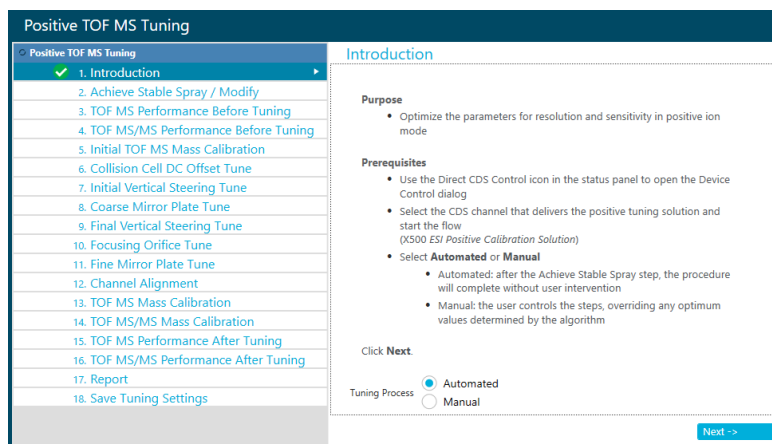 Positive TOF MS Tuning
Positive TOF MS Tuning
1. Introduction
2. Achieve Stable Spray / Modify
3. TOF MS Performance Before Tuning
4. TOF MS/MS Performance Before Tuning
5. Initial TOF MS Mass Calibration
6. Collision Cell DC Offset Tune
7. Initial Vertical Steering Tune
8. Coarse Mirror Plate Tune
9. Final Vertical Steering Tune
10. Focusing Orifice Tune
11. Fine Mirror Plate Tune
12. Channel Alignment
13. TOF MS Mass Calibration
14. TOF MS/MS Mass Calibration
15. TOF MS Performance After Tuning
16. TOF MS/MS Performance After Tuning
17. Report
18. Save Tuning Settings
Introduction
Purpose
• Optimize the parameters for resolution and sensitivity in positive ion
mode
Prerequisites
• Use the Direct CDS Control icon in the status panel to open the Device
Control dialog
• Select the CDS channel that delivers the positive tuning solution and
start the flow
(X500 ESI Positive Calibration Solution)
• Select Automated or Manual
• Automated: after the Achieve Stable Spray step, the procedure
will complete without user intervention
• Manual: the user controls the steps, overriding any optimum
values determined by the algorithm
Click Next.
Tuning Process
Automated
Manual
Next ->